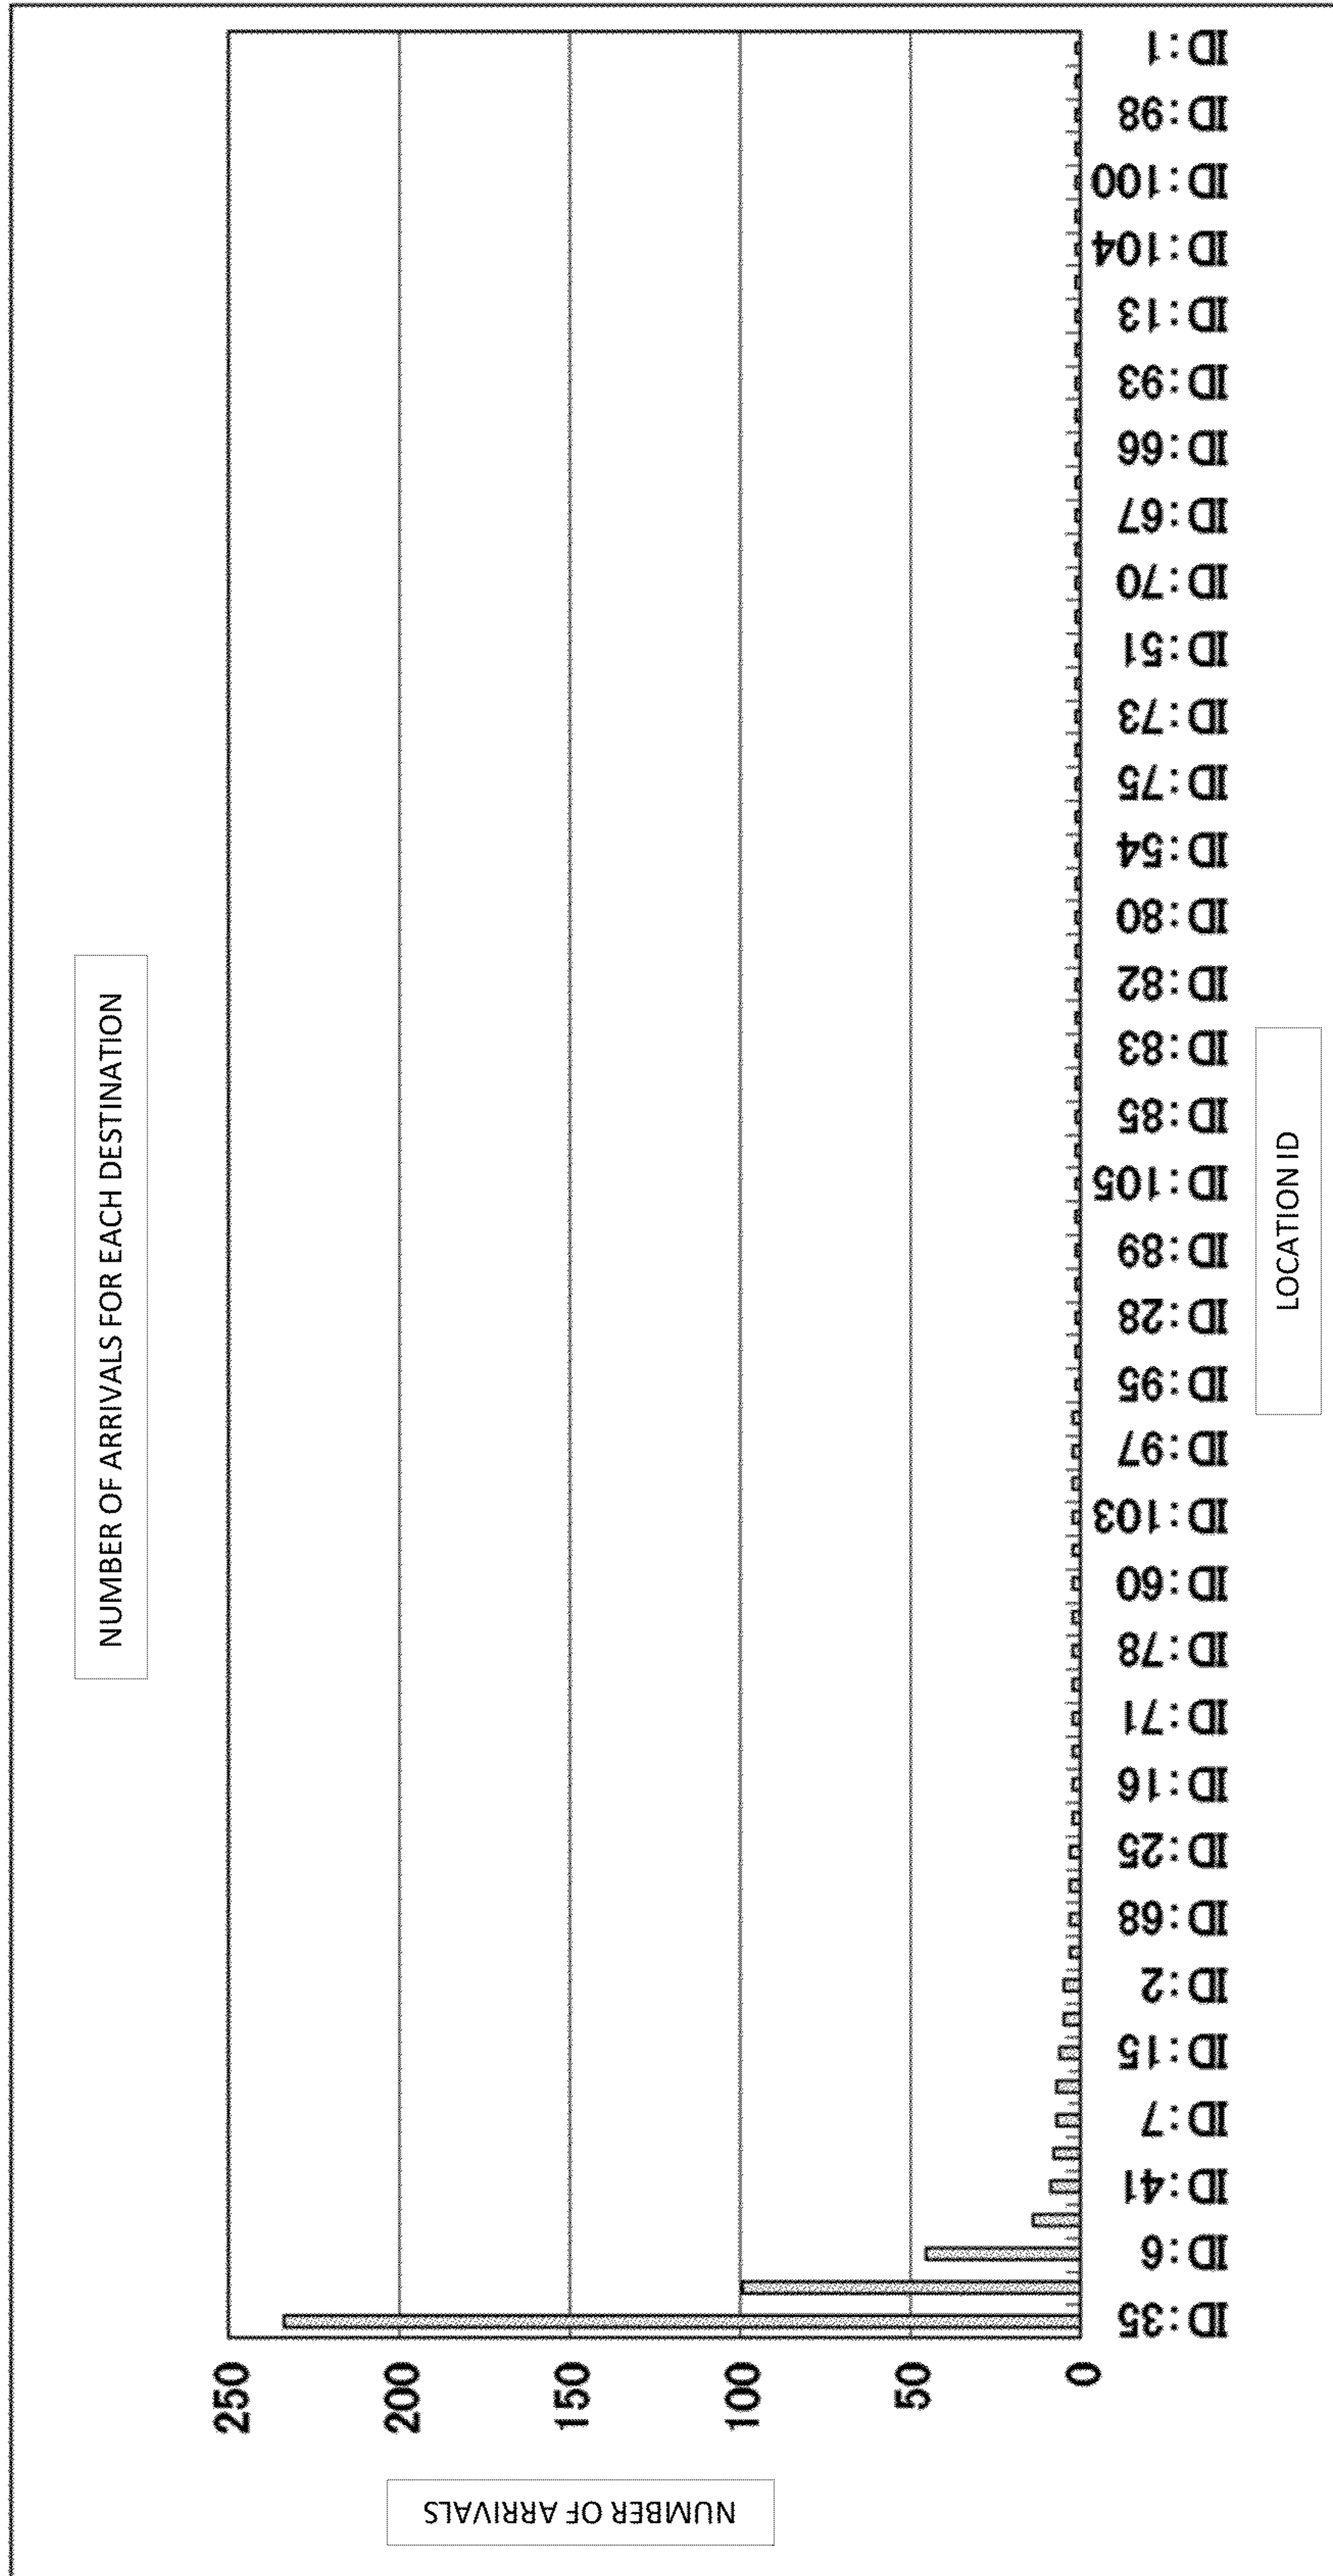 NUMBER OF ARRIVALS FOR EACH DESTINATION
NUMBER OF ARRIVALS
250
200
150
100
50
0
ID:35
ID:6
ID:41
ID:7
ID:15
ID:2
ID:68
ID:25
ID:16
ID:71
ID:78
ID:60
ID:103
ID:97
ID:95
ID:28
ID:89
ID:105
ID:85
ID:83
ID:82
ID:80
ID:54
ID:75
ID:73
ID:51
ID:70
ID:67
ID:66
ID:93
ID:13
ID:104
ID:100
ID:98
ID:1
LOCATION ID